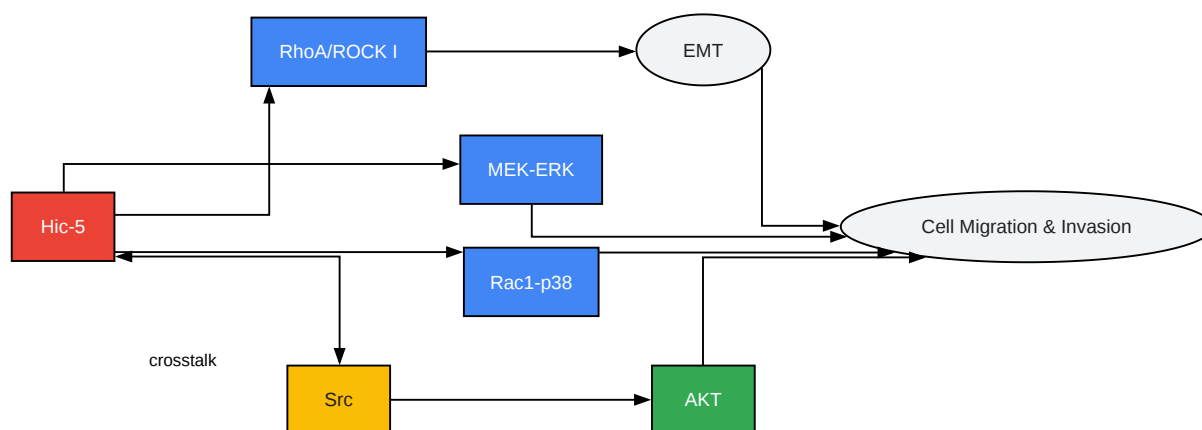 RhoA/ROCK I
EMT
MEK-ERK
Hic-5
Cell Migration & Invasion
Rac1-p38
crosstalk
Src
AKT